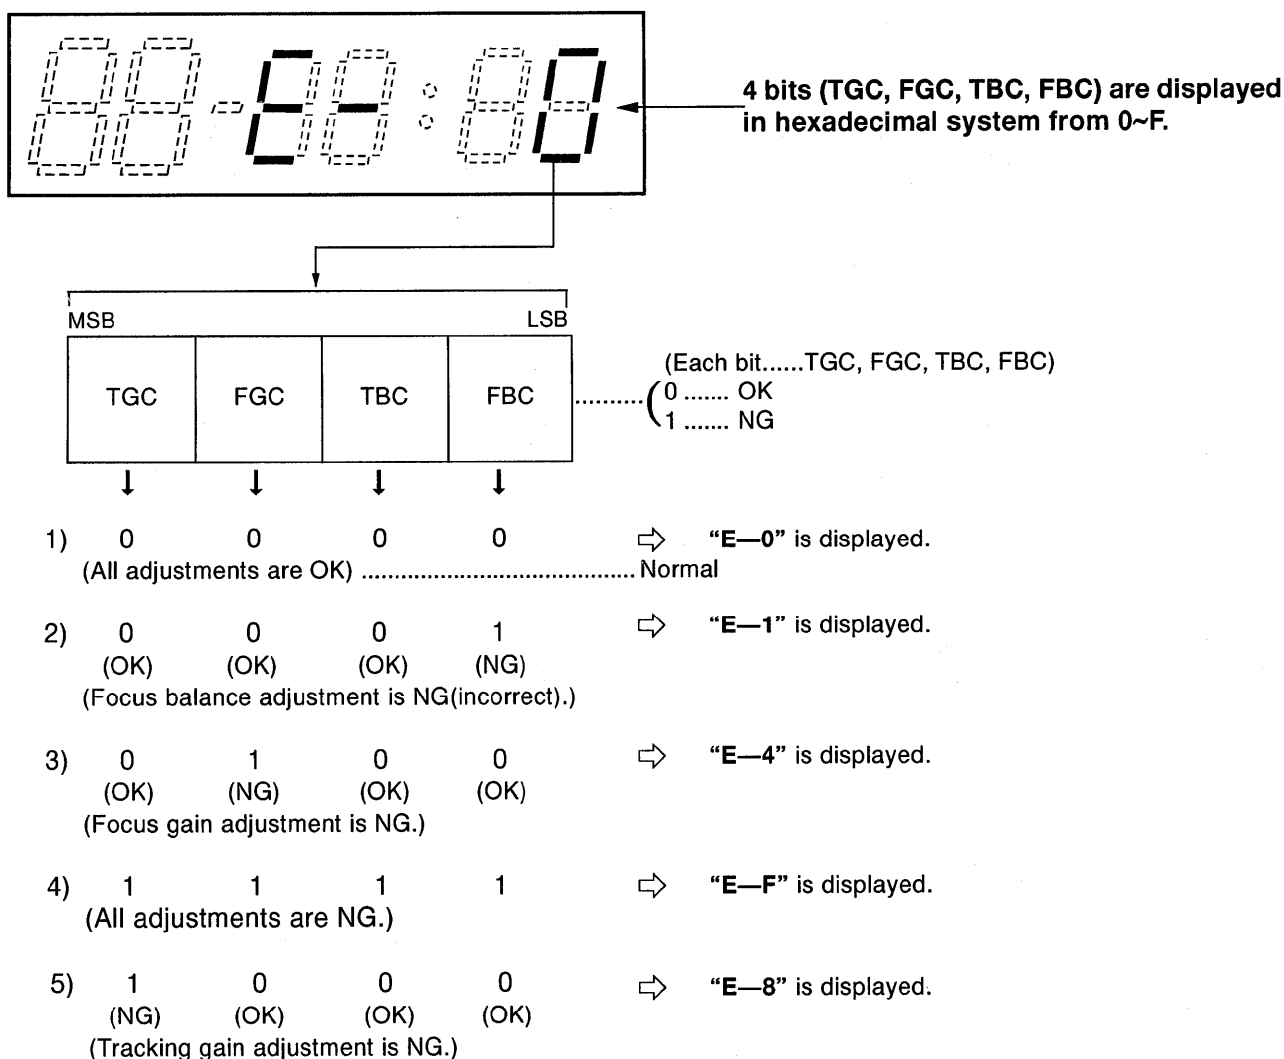 E-:0
4 bits (TGC, FGC, TBC, FBC) are displayed
in hexadecimal system from 0~F.
MSB LSB
TGC FGC TBC FBC
(Each bit......TGC, FGC, TBC, FBC)
0 ....... OK
1 ....... NG
1) 0 0 0 0 ⇨ “E—0” is displayed.
(All adjustments are OK) ....................................... Normal
2) 0 0 0 1 ⇨ “E—1” is displayed.
(OK) (OK) (OK) (NG)
(Focus balance adjustment is NG(incorrect).)
3) 0 1 0 0 ⇨ “E—4” is displayed.
(OK) (NG) (OK) (OK)
(Focus gain adjustment is NG.)
4) 1 1 1 1 ⇨ “E—F” is displayed.
(All adjustments are NG.)
5) 1 0 0 0 ⇨ “E—8” is displayed.
(NG) (OK) (OK) (OK)
(Tracking gain adjustment is NG.)